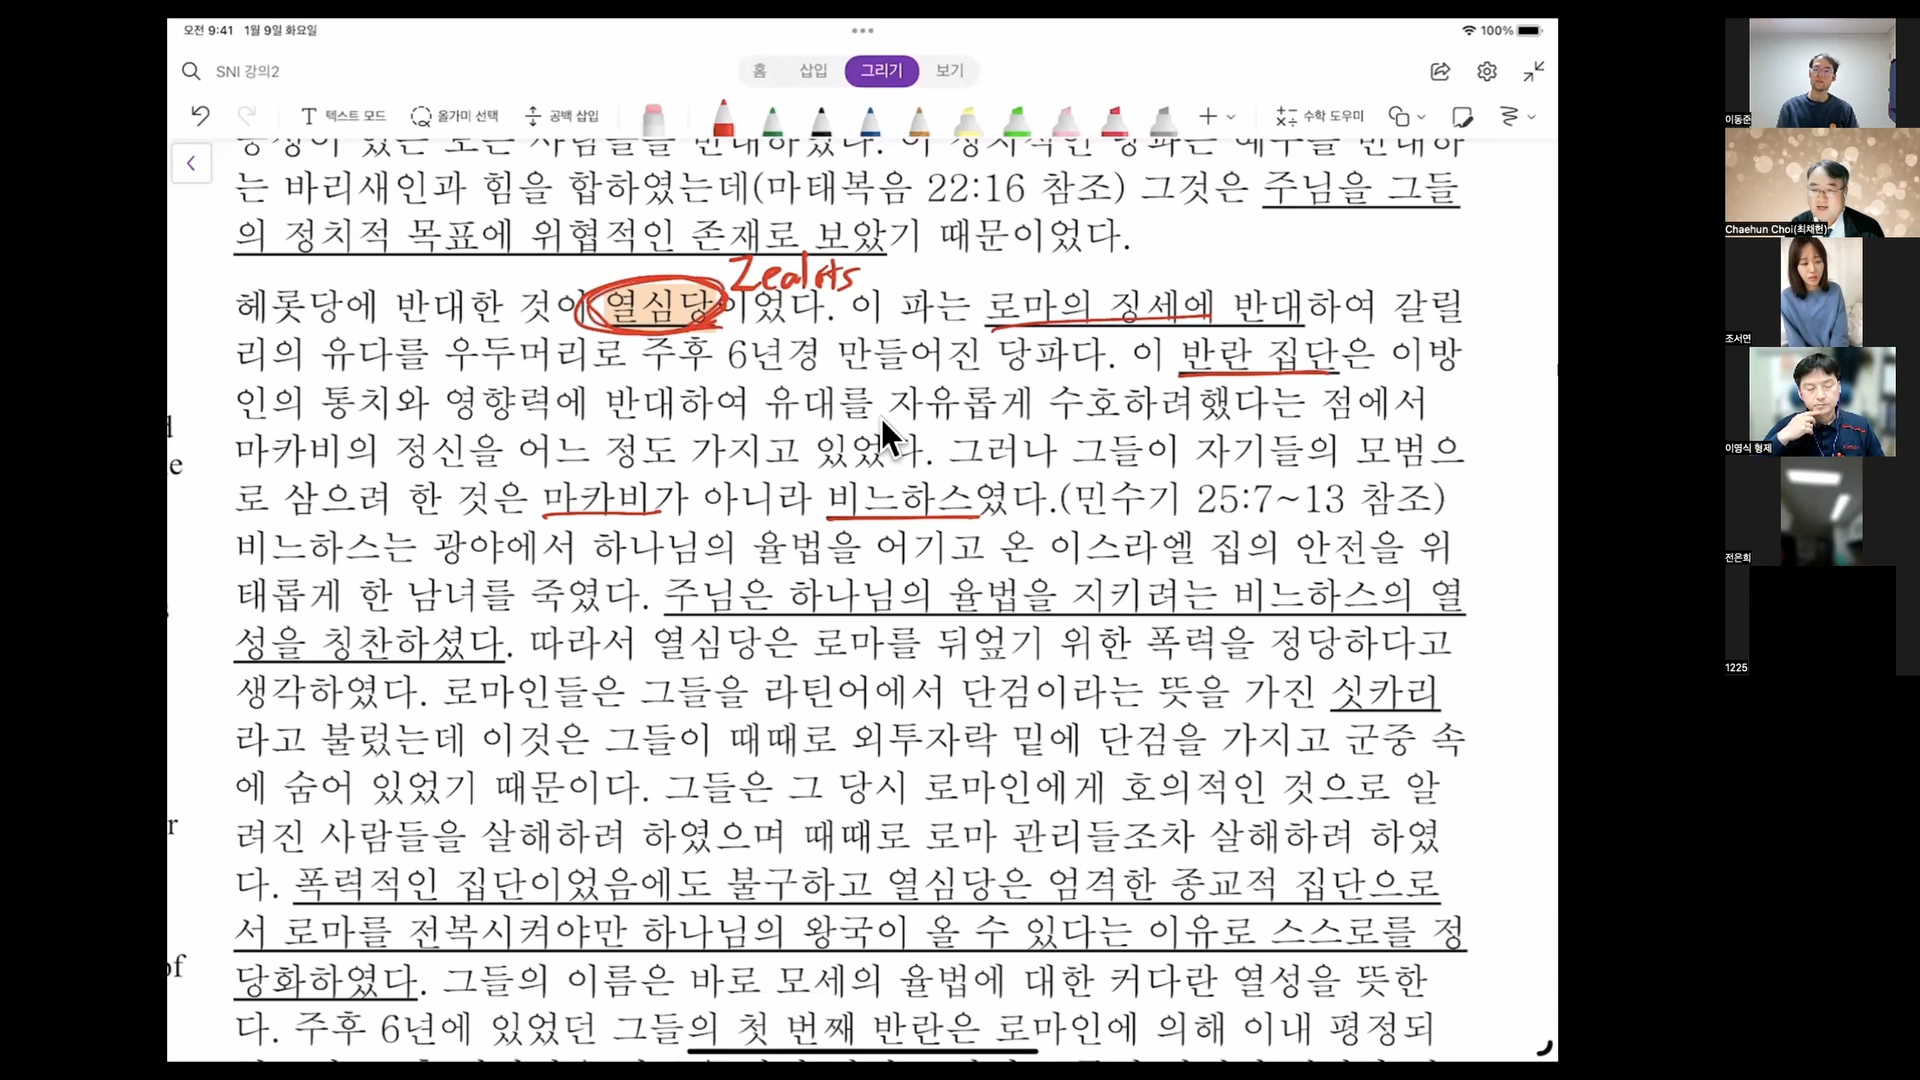 오전 9:41 1월 9일 화요일
100%
SNI 강의2
홈 삽입 그리기 보기
텍스트 모드 올가미 선택 공백 삽입 수학 도우미
는 바리새인과 힘을 합하였는데(마태복음 22:16 참조) 그것은 주님을 그들
의 정치적 목표에 위협적인 존재로 보았기 때문이었다.
Zealots
헤롯당에 반대한 것이 열심당이었다. 이 파는 로마의 징세에 반대하여 갈릴
리의 유다를 우두머리로 주후 6년경 만들어진 당파다. 이 반란 집단은 이방
인의 통치와 영향력에 반대하여 유대를 자유롭게 수호하려했다는 점에서
마카비의 정신을 어느 정도 가지고 있었다. 그러나 그들이 자기들의 모범으
로 삼으려 한 것은 마카비가 아니라 비느하스였다.(민수기 25:7~13 참조)
비느하스는 광야에서 하나님의 율법을 어기고 온 이스라엘 집의 안전을 위
태롭게 한 남녀를 죽였다. 주님은 하나님의 율법을 지키려는 비느하스의 열
성을 칭찬하셨다. 따라서 열심당은 로마를 뒤엎기 위한 폭력을 정당하다고
생각하였다. 로마인들은 그들을 라틴어에서 단검이라는 뜻을 가진 싯카리
라고 불렀는데 이것은 그들이 때때로 외투자락 밑에 단검을 가지고 군중 속
에 숨어 있었기 때문이다. 그들은 그 당시 로마인에게 호의적인 것으로 알
려진 사람들을 살해하려 하였으며 때때로 로마 관리들조차 살해하려 하였
다. 폭력적인 집단이었음에도 불구하고 열심당은 엄격한 종교적 집단으로
서 로마를 전복시켜야만 하나님의 왕국이 올 수 있다는 이유로 스스로를 정
당화하였다. 그들의 이름은 바로 모세의 율법에 대한 커다란 열성을 뜻한
다. 주후 6년에 있었던 그들의 첫 번째 반란은 로마인에 의해 이내 평정되
e
r
of
이동준
Chaehun Choi(최채헌)
조서연
이영식 형제
전은희
1225